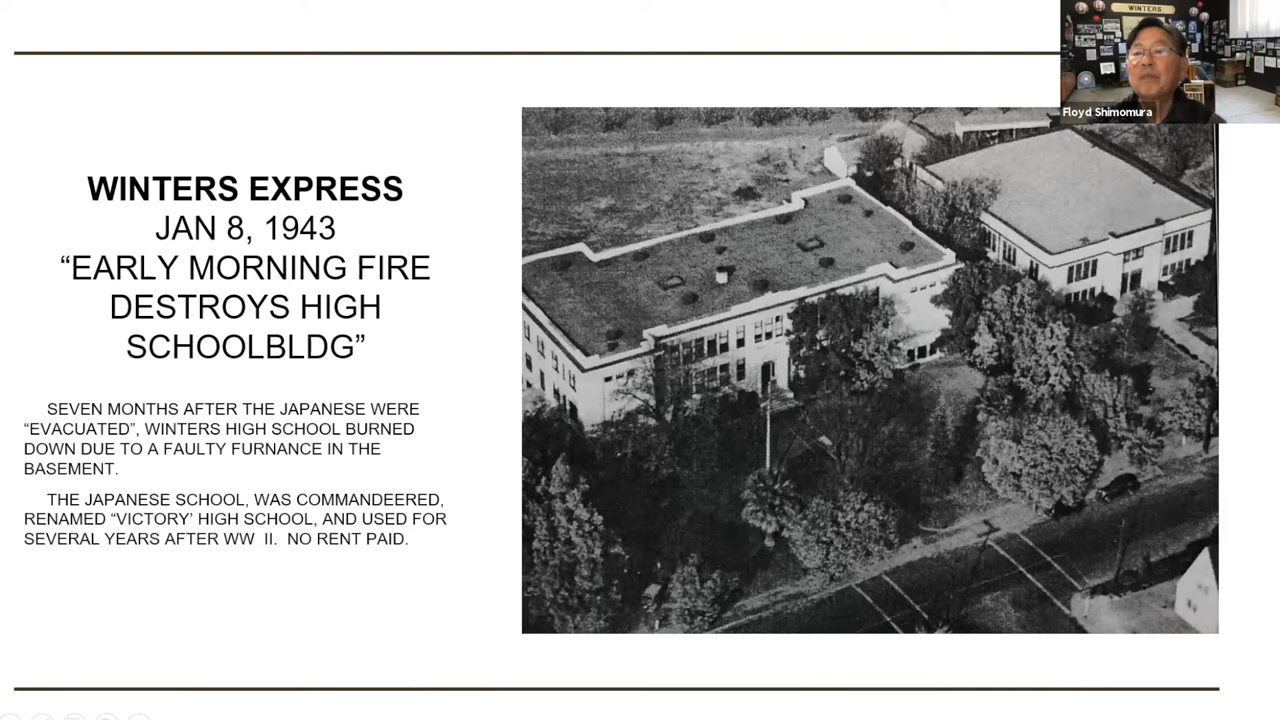 WINTERS
Floyd Shimomura
WINTERS EXPRESS
JAN 8, 1943
“EARLY MORNING FIRE
DESTROYS HIGH
SCHOOLBLDG”
SEVEN MONTHS AFTER THE JAPANESE WERE
“EVACUATED”, WINTERS HIGH SCHOOL BURNED
DOWN DUE TO A FAULTY FURNANCE IN THE
BASEMENT.
THE JAPANESE SCHOOL, WAS COMMANDEERED,
RENAMED “VICTORY’ HIGH SCHOOL, AND USED FOR
SEVERAL YEARS AFTER WW  II.  NO RENT PAID.